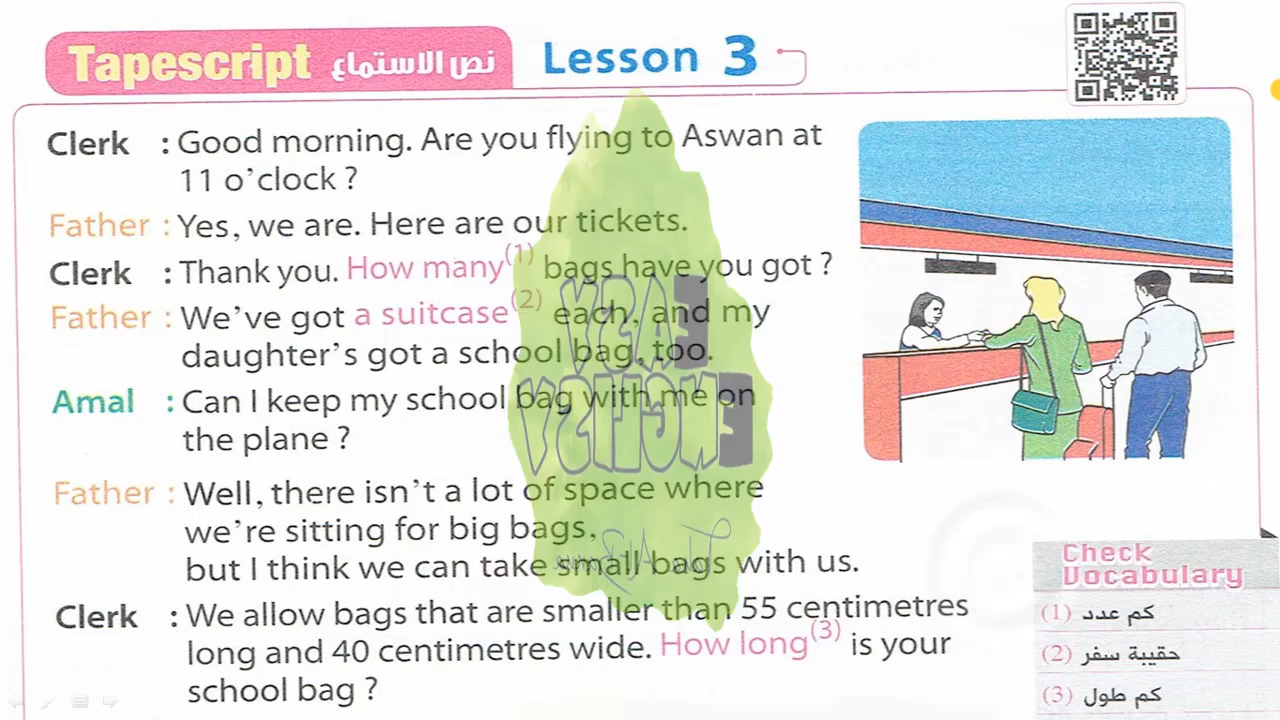 Tapescript نص الاستماع Lesson 3
Clerk : Good morning. Are you flying to Aswan at
11 o’clock ?
Father : Yes, we are. Here are our tickets.
Clerk : Thank you. How many(1) bags have you got ?
Father : We’ve got a suitcase(2) each, and my
daughter’s got a school bag, too.
Amal : Can I keep my school bag with me on
the plane ?
Father : Well, there isn’t a lot of space where
we’re sitting for big bags,
but I think we can take small bags with us.
Clerk : We allow bags that are smaller than 55 centimetres
long and 40 centimetres wide. How long(3) is your
school bag ?
EASY
ENGLISH
Check
Vocabulary
(1) كم عدد
(2) حقيبة سفر
(3) كم طول